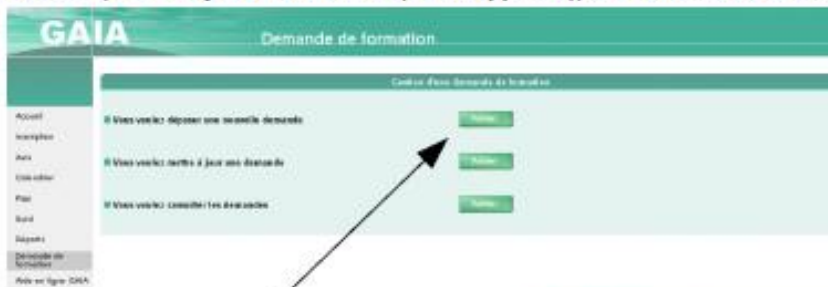 GAIA
Demande de formation
Gestion d'une demande de formation
Accueil
Vous voulez déposer une nouvelle demande
Inscription
Avis
Vous voulez mettre à jour une demande
Plan
Suivi
Vous voulez consulter les demandes
Départs
Demande de
formation
Aide en ligne GAIA